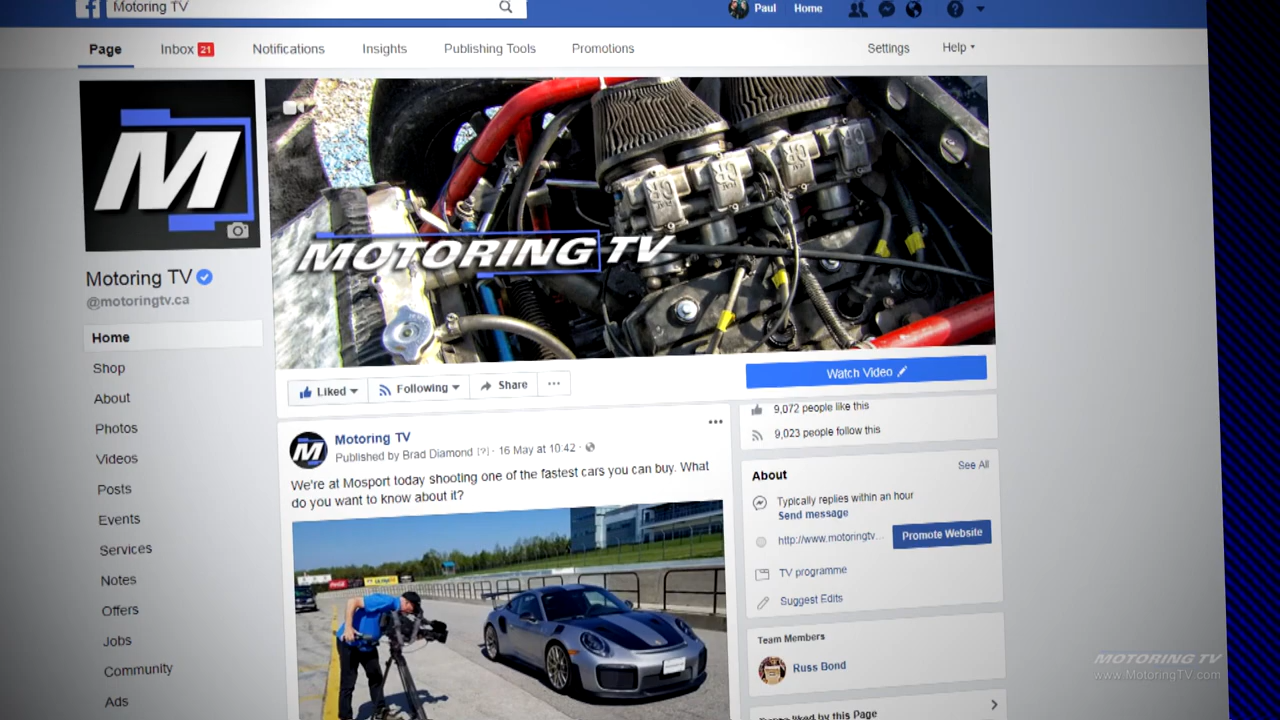 Motoring TV
Paul Home
Page Inbox 21 Notifications Insights Publishing Tools Promotions Settings Help
M
MOTORING TV
Motoring TV
@motoringtv.ca
Home
Shop
About
Photos
Videos
Posts
Events
Services
Notes
Offers
Jobs
Community
Ads
Liked Following Share ...
Watch Video
M
Motoring TV
Published by Brad Diamond [?] · 16 May at 10:42 ·
We're at Mosport today shooting one of the fastest cars you can buy. What
do you want to know about it?
9,072 people like this
9,023 people follow this
About See All
Typically replies within an hour
Send message
http://www.motoringtv... Promote Website
TV programme
Suggest Edits
Team Members
Russ Bond
liked by this Page
MOTORING TV
www.MotoringTV.com